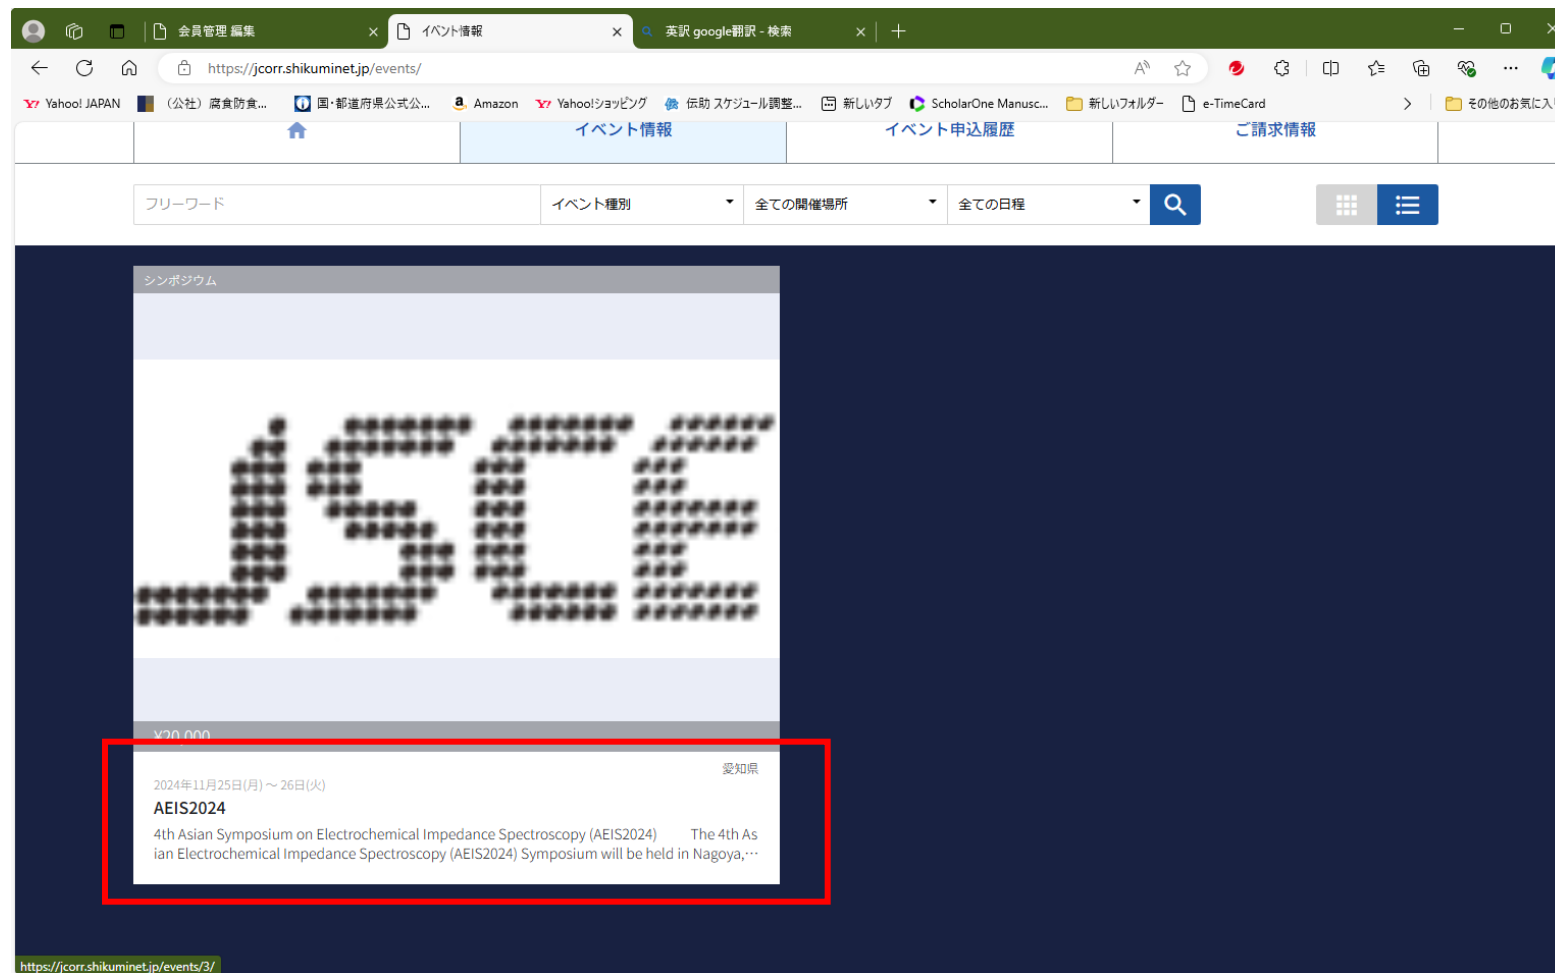 会員管理 編集
イベント情報
英訳 google翻訳 - 検索
https://jcorr.shikuminet.jp/events/
Yahoo! JAPAN
（公社）腐食防食...
国・都道府県公式公...
Amazon
Yahoo!ショッピング
伝助 スケジュール調整...
新しいタブ
ScholarOne Manusc...
新しいフォルダー
e-TimeCard
その他のお気に入り
イベント情報
イベント申込履歴
ご請求情報
フリーワード
イベント種別
全ての開催場所
全ての日程
シンポジウム
JSCE
¥20,000
愛知県
2024年11月25日(月) ～ 26日(火)
AEIS2024
4th Asian Symposium on Electrochemical Impedance Spectroscopy (AEIS2024) The 4th As
ian Electrochemical Impedance Spectroscopy (AEIS2024) Symposium will be held in Nagoya,…
https://jcorr.shikuminet.jp/events/3/